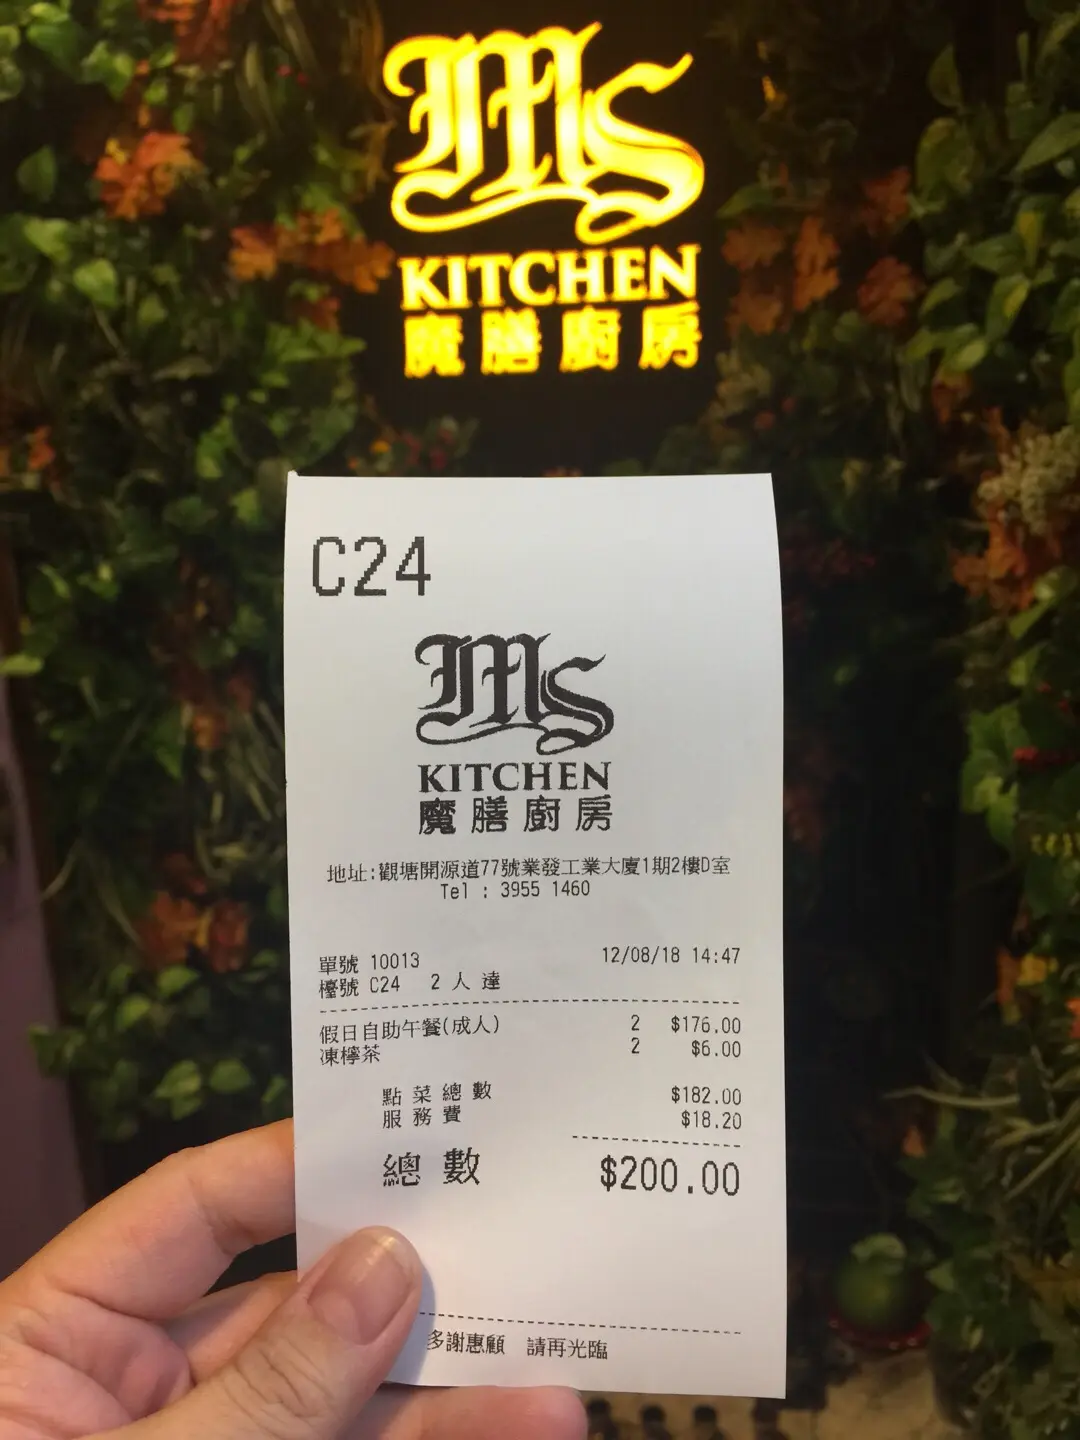 Ms
KITCHEN
魔膳廚房
C24
Ms
KITCHEN
魔膳廚房
地址:觀塘開源道77號業發工業大廈1期2樓D室
Tel : 3955 1460
單號 10013 12/08/18 14:47
檯號 C24 2 人 達
假日自助午餐(成人) 2 $176.00
凍檸茶 2 $6.00
點菜總數 $182.00
服務費 $18.20
總數 $200.00
多謝惠顧 請再光臨